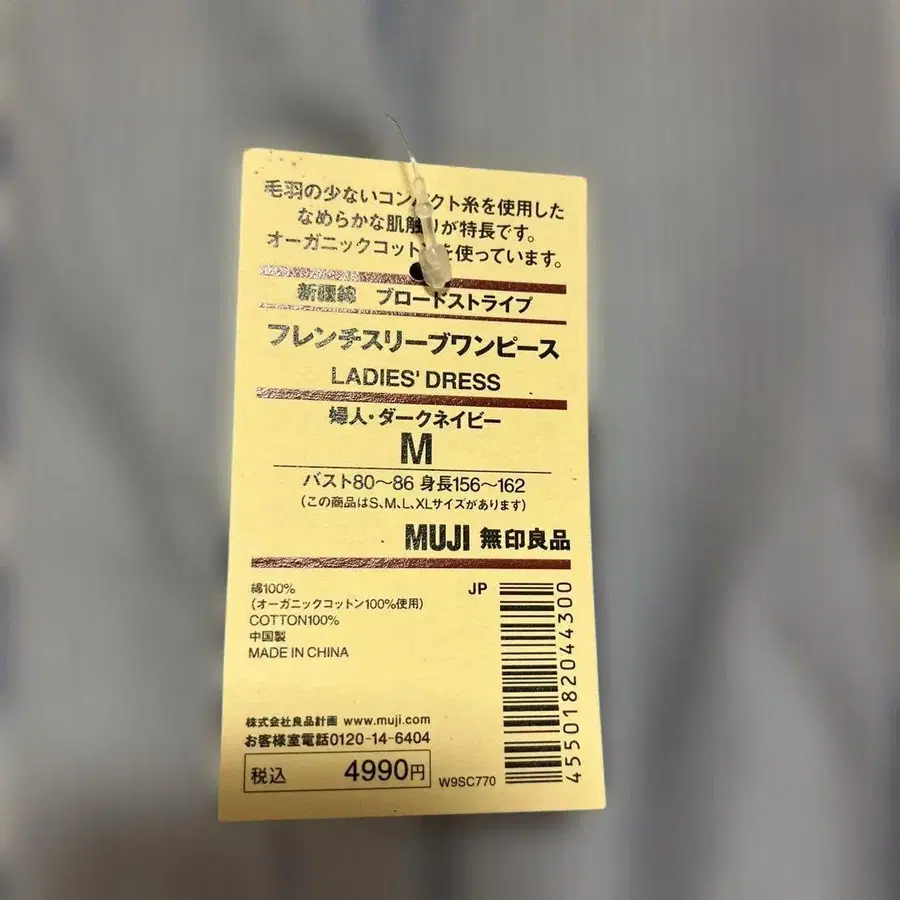 毛羽の少ないコンパクト糸を使用した
なめらかな肌触りが特長です。
オーガニックコットンを使っています。
新疆綿 ブロードストライプ
フレンチスリーブワンピース
LADIES' DRESS
婦人・ダークネイビー
M
バスト80〜86 身長156〜162
(この商品はS、M、L、XLサイズがあります)
MUJI 無印良品
綿100%
(オーガニックコットン100%使用)
COTTON100%
中国製
MADE IN CHINA
JP
4550182044300
株式会社良品計画 www.muji.com
お客様室電話0120-14-6404
税込 4990円
W9SC770